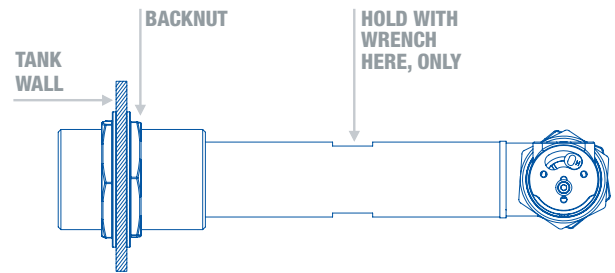 BACKNUT
HOLD WITH
WRENCH
HERE, ONLY
TANK
WALL